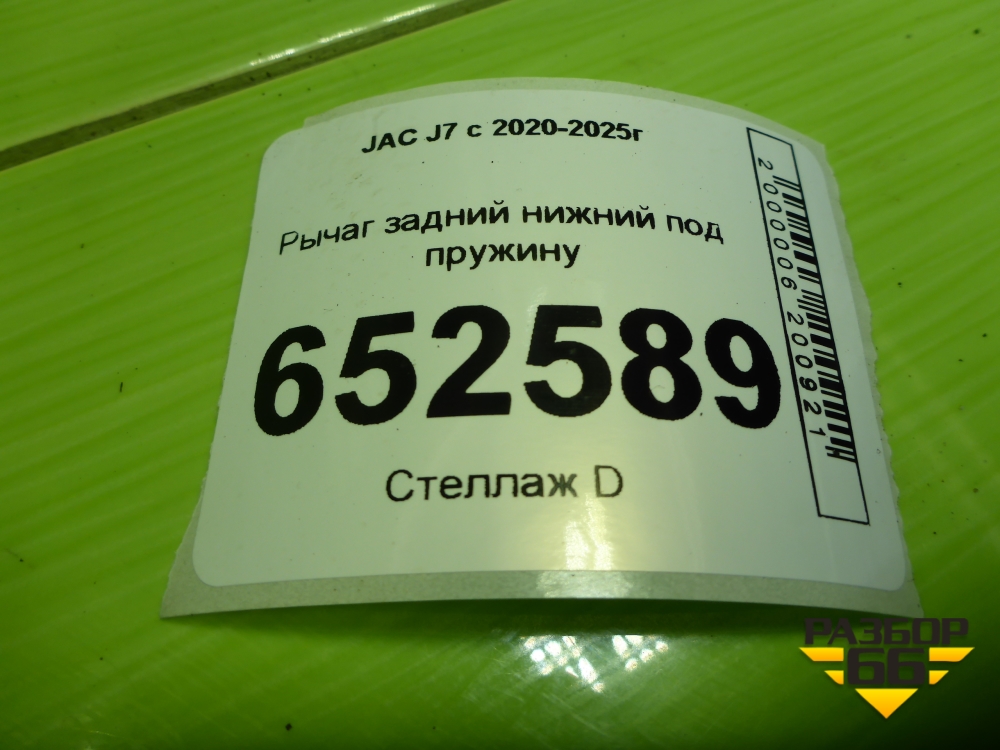 JAC J7 с 2020-2025г
Рычаг задний нижний под
пружину
652589
Стеллаж D
2000006200921
РАЗБОР
66